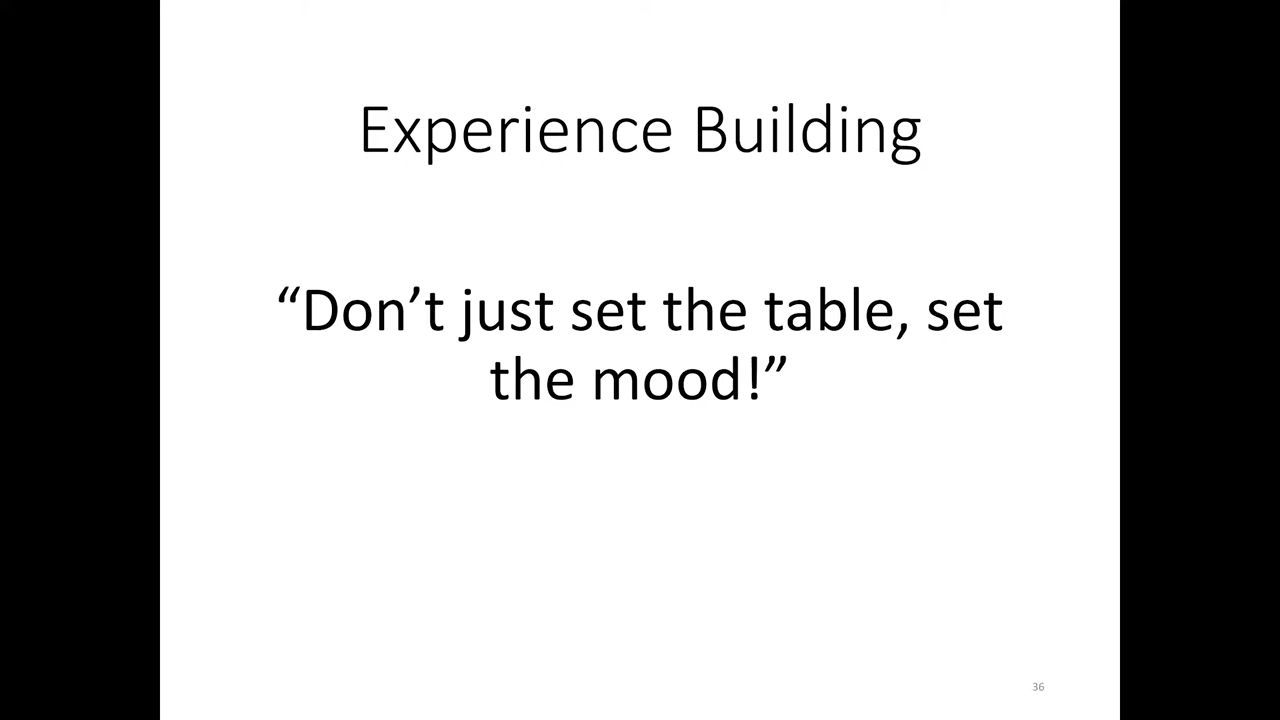 Experience Building
“Don’t just set the table, set
the mood!”
36